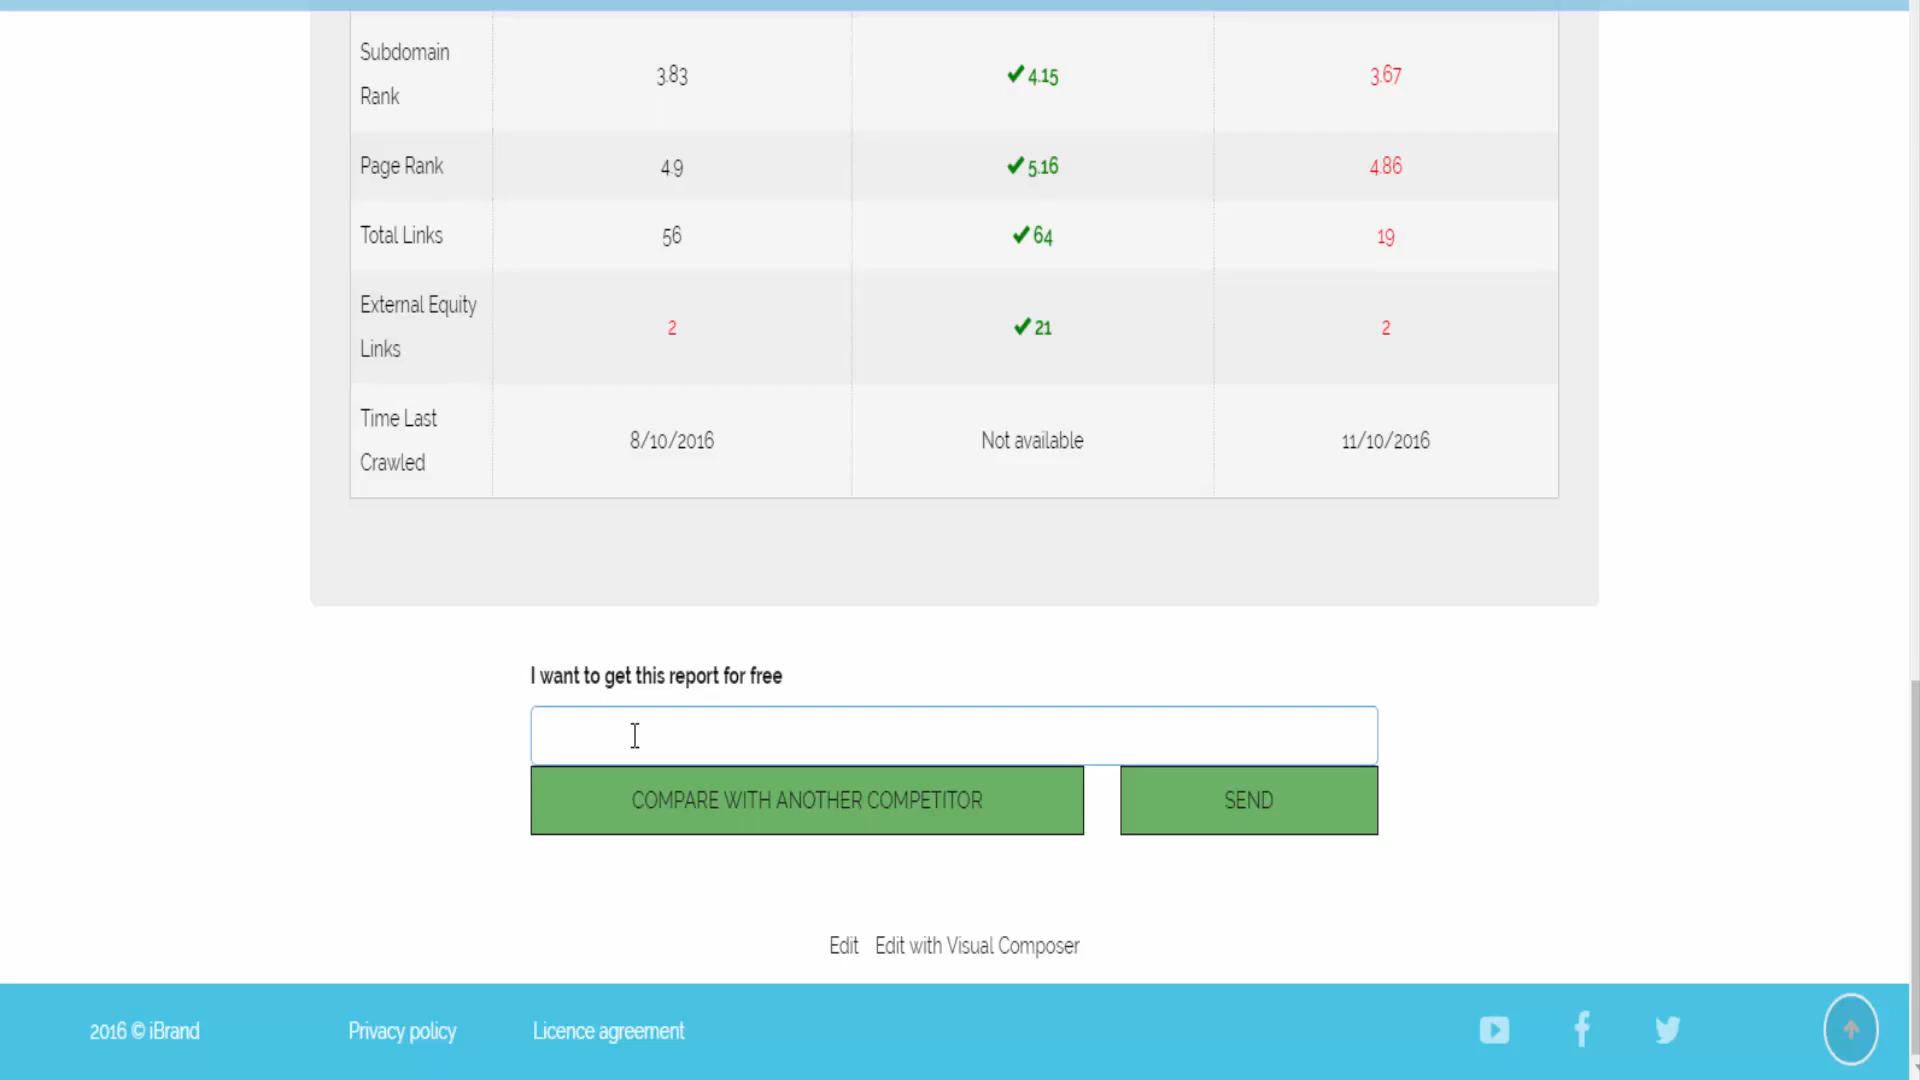 Subdomain
Rank
3.83
4.15
3.67
Page Rank
4.9
5.16
4.86
Total Links
56
64
19
External Equity
Links
2
21
2
Time Last
Crawled
8/10/2016
Not available
11/10/2016
I want to get this report for free
COMPARE WITH ANOTHER COMPETITOR
SEND
Edit Edit with Visual Composer
2016 © iBrand
Privacy policy
Licence agreement